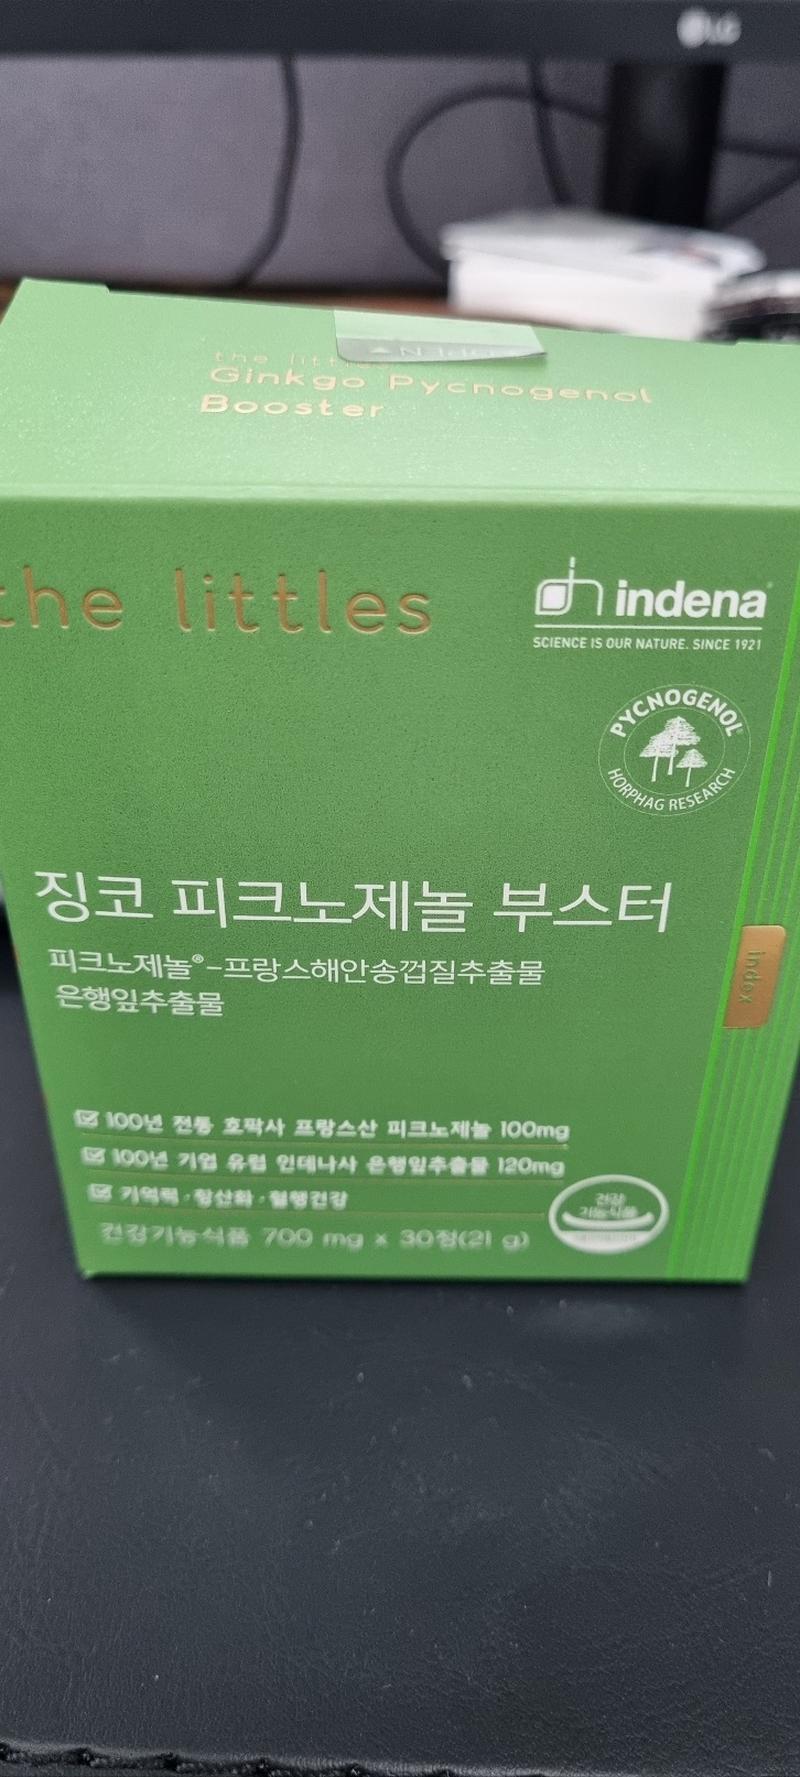 LG
the littles
Ginkgo Pycnogenol
Booster
the littles
indena
SCIENCE IS OUR NATURE. SINCE 1921
PYCNOGENOL®
HORPHAG RESEARCH
징코 피크노제놀 부스터
피크노제놀®-프랑스해안송껍질추출물
은행잎추출물
index
100년 전통 호팍사 프랑스산 피크노제놀 100mg
100년 기업 유럽 인데나사 은행잎추출물 120mg
기억력·항산화·혈행건강
건강기능식품 700 mg x 30정(21 g)
건강
기능식품